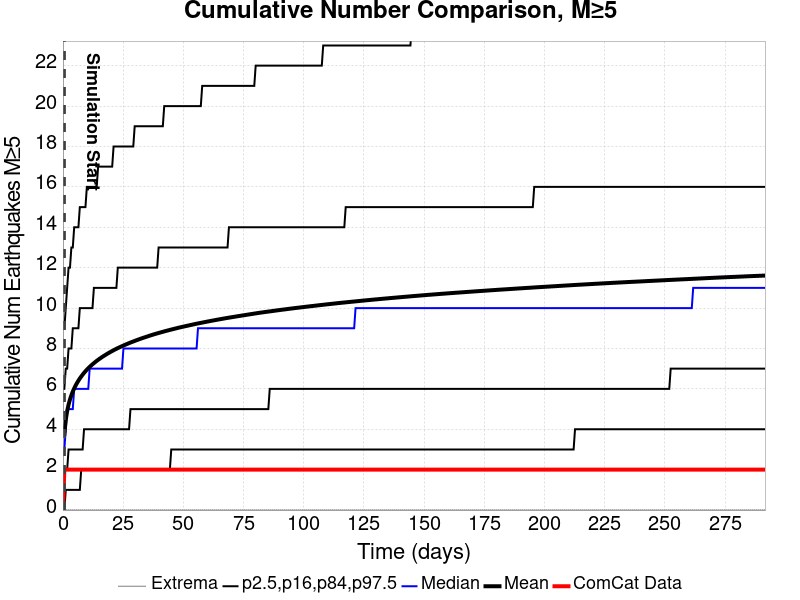 Cumulative Number Comparison, M≥5
Cumulative Num Earthquakes M≥5
22
20
18
16
14
12
10
8
6
4
2
0
Simulation Start
0 25 50 75 100 125 150 175 200 225 250 275
Time (days)
Extrema p2.5,p16,p84,p97.5 Median Mean ComCat Data